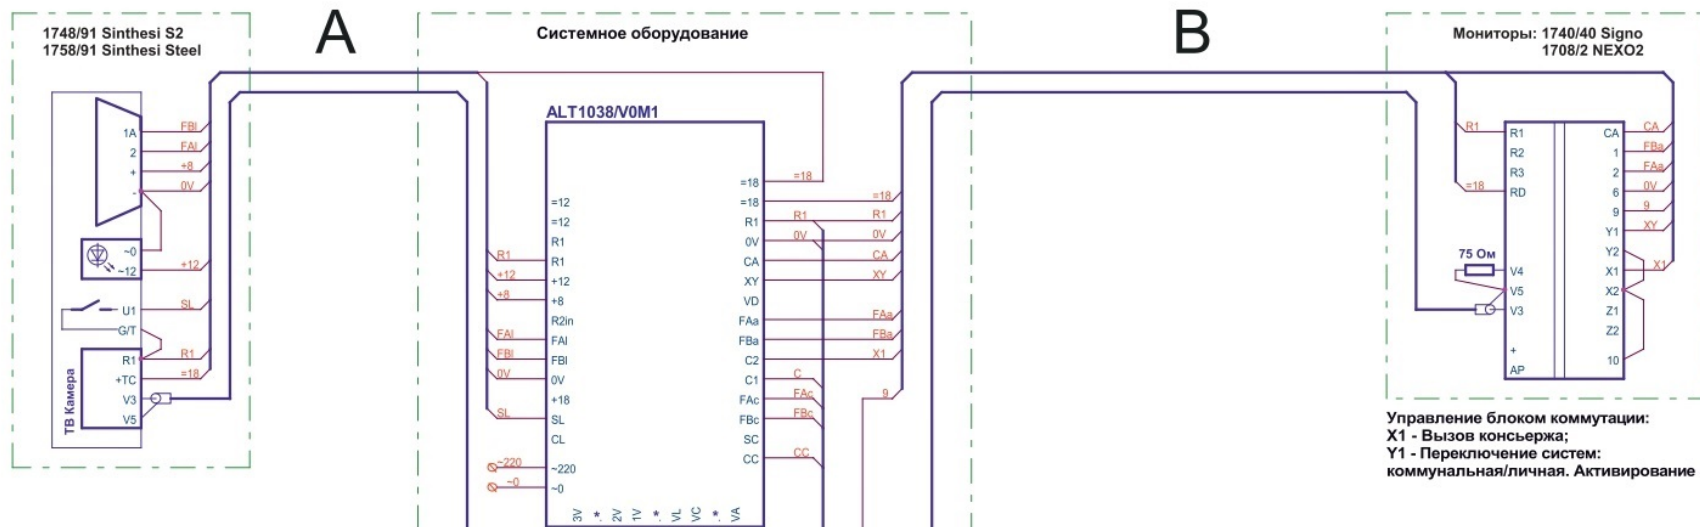 1748/91 Sinthesi S2
1758/91 Sinthesi Steel
A
Системное оборудование
B
Мониторы: 1740/40 Signo
1708/2 NEXO2
ALT1038/V0M1
1A FBI
2 FAI
+ +8
- 0V
~0
~12 +12
U1 SL
G/T
R1 R1
+TC =18
V3
V5
ТВ Камера
=12
=12
R1
R1 R1
+12 +12
+8 +8
R2in
FAI FAI
FBI FBI
0V 0V
+18
SL SL
CL
~220 ~220
~0 ~0
=18 =18
=18 =18
R1 R1 R1
0V 0V 0V
CA CA
XY XY
VD
FAa FAa
FBa FBa
C2 X1
C1 C
FAc FAc
FBc FBc
SC
CC CC
9
3V .* 2V 1V .* VL VC .* VA
R1 R1
R2
R3
=18 RD
75 Ом
V4
V5
V3
+
AP
CA CA
1 FBa
2 FAa
6 0V
9 9
Y1 XY
Y2
X1 X1
X2
Z1
Z2
10
Управление блоком коммутации:
X1 - Вызов консьержа;
Y1 - Переключение систем:
коммунальная/личная. Активирование